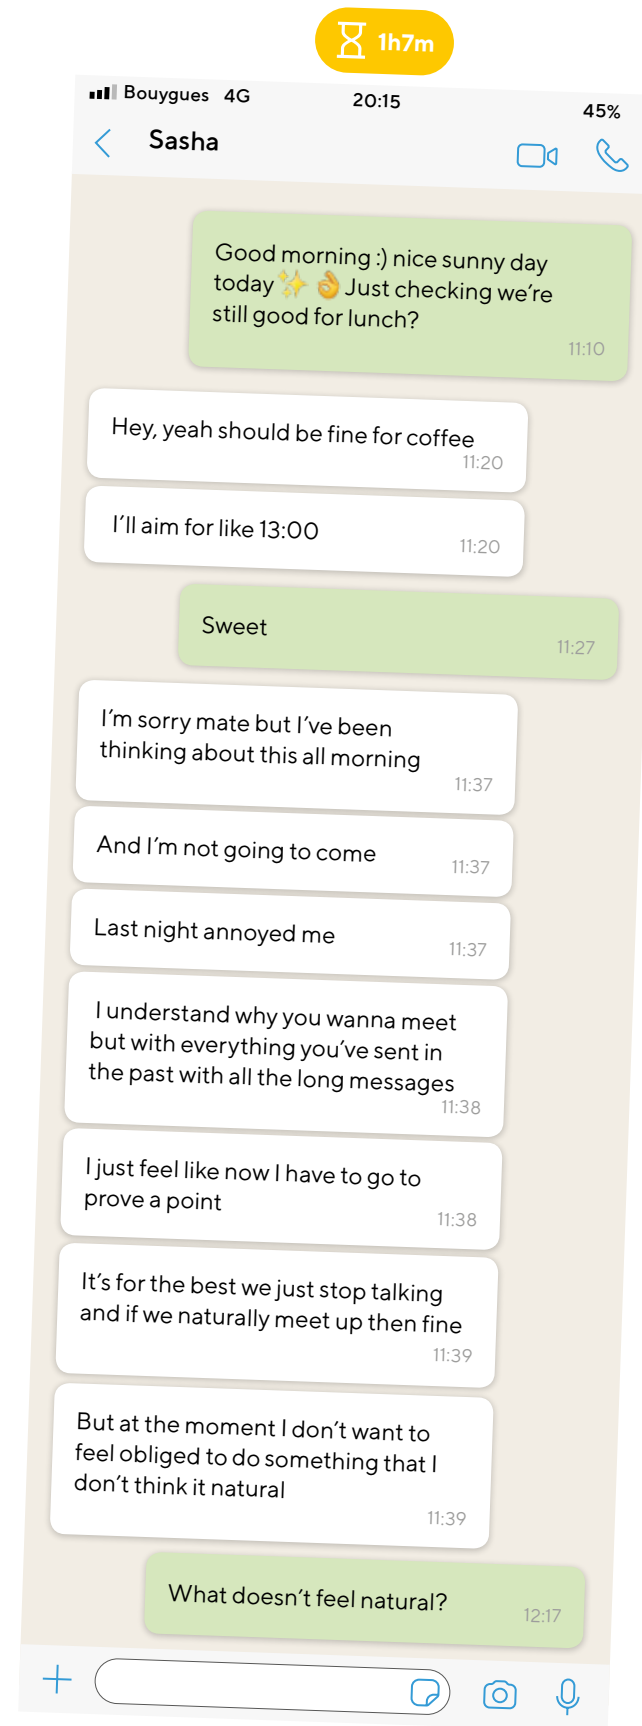 1h7m
Bouygues 4G 20:15 45%
Sasha
Good morning :) nice sunny day
today ✨ 👌 Just checking we're
still good for lunch?
11:10
Hey, yeah should be fine for coffee
11:20
I'll aim for like 13:00
11:20
Sweet
11:27
I'm sorry mate but I've been
thinking about this all morning
11:37
And I'm not going to come
11:37
Last night annoyed me
11:37
I understand why you wanna meet
but with everything you've sent in
the past with all the long messages
11:38
I just feel like now I have to go to
prove a point
11:38
It's for the best we just stop talking
and if we naturally meet up then fine
11:39
But at the moment I don't want to
feel obliged to do something that I
don't think it natural
11:39
What doesn't feel natural?
12:17